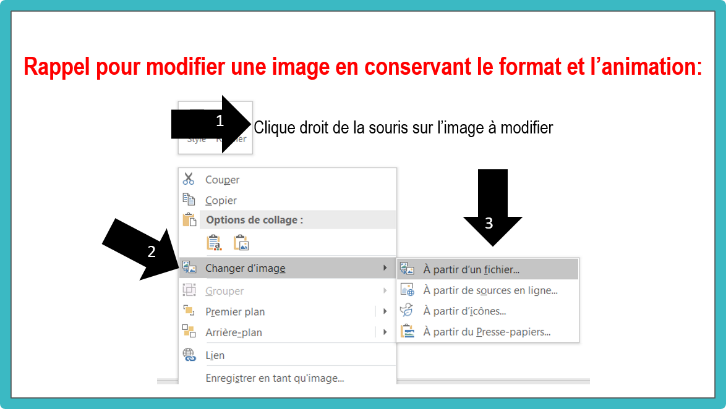 Rappel pour modifier une image en conservant le format et l'animation:
1
Clique droit de la souris sur l'image à modifier
Style
Couper
Copier
Options de collage :
2
3
Changer d'image
À partir d'un fichier...
Grouper
À partir de sources en ligne...
Premier plan
À partir d'icônes...
Arrière-plan
À partir du Presse-papiers...
Lien
Enregistrer en tant qu'image...